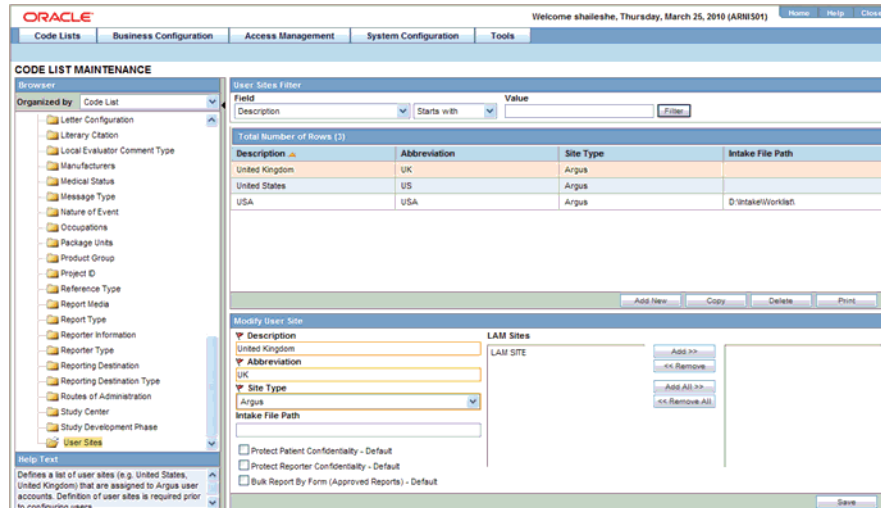 ORACLE
Welcome shaileshe, Thursday, March 25, 2010 (ARNIS01)
Home Help Close
Code Lists Business Configuration Access Management System Configuration Tools
CODE LIST MAINTENANCE
Browser
Organized by Code List
Letter Configuration
Literary Citation
Local Evaluator Comment Type
Manufacturers
Medical Status
Message Type
Nature of Event
Occupations
Package Units
Product Group
Project ID
Reference Type
Report Media
Report Type
Reporter Information
Reporter Type
Reporting Destination
Reporting Destination Type
Routes of Administration
Study Center
Study Development Phase
User Sites
Help Text
Defines a list of user sites (e.g. United States,
United Kingdom) that are assigned to Argus user
accounts. Definition of user sites is required prior
to configuring users
User Sites Filter
Field Value
Description Starts with Filter
Total Number of Rows (3)
Description Abbreviation Site Type Intake File Path
United Kingdom UK Argus
United States US Argus
USA USA Argus D:\Intake\Worklist\
Add New Copy Delete Print
Modify User Site
Description
United Kingdom
Abbreviation
UK
Site Type
Argus
Intake File Path
Protect Patient Confidentiality - Default
Protect Reporter Confidentiality - Default
Bulk Report By Form (Approved Reports) - Default
LAM Sites
LAM SITE
Add >>
<< Remove
Add All >>
<< Remove All
Save